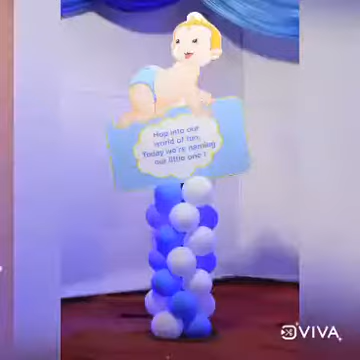 Hop into our
world of fun,
Today we're naming
our little one !
VIVA